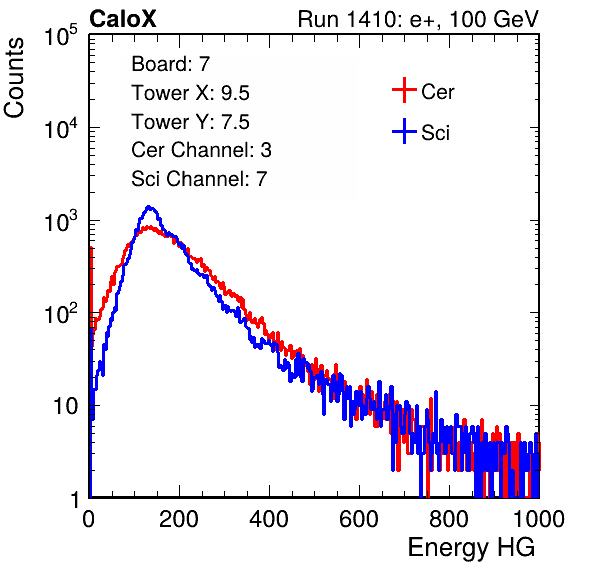 CaloX Run 1410: e+, 100 GeV
Counts
Board: 7
Tower X: 9.5
Tower Y: 7.5
Cer Channel: 3
Sci Channel: 7
Cer
Sci
10^5
10^4
10^3
10^2
10
1
0 200 400 600 800 1000
Energy HG